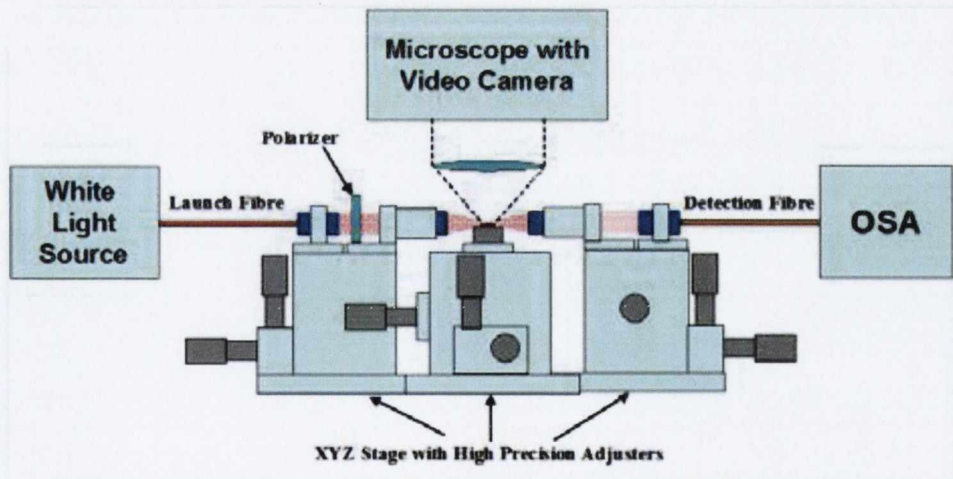 Microscope with
Video Camera
Polarizer
White
Light
Source
Launch Fibre
Detection Fibre
OSA
XYZ Stage with High Precision Adjusters